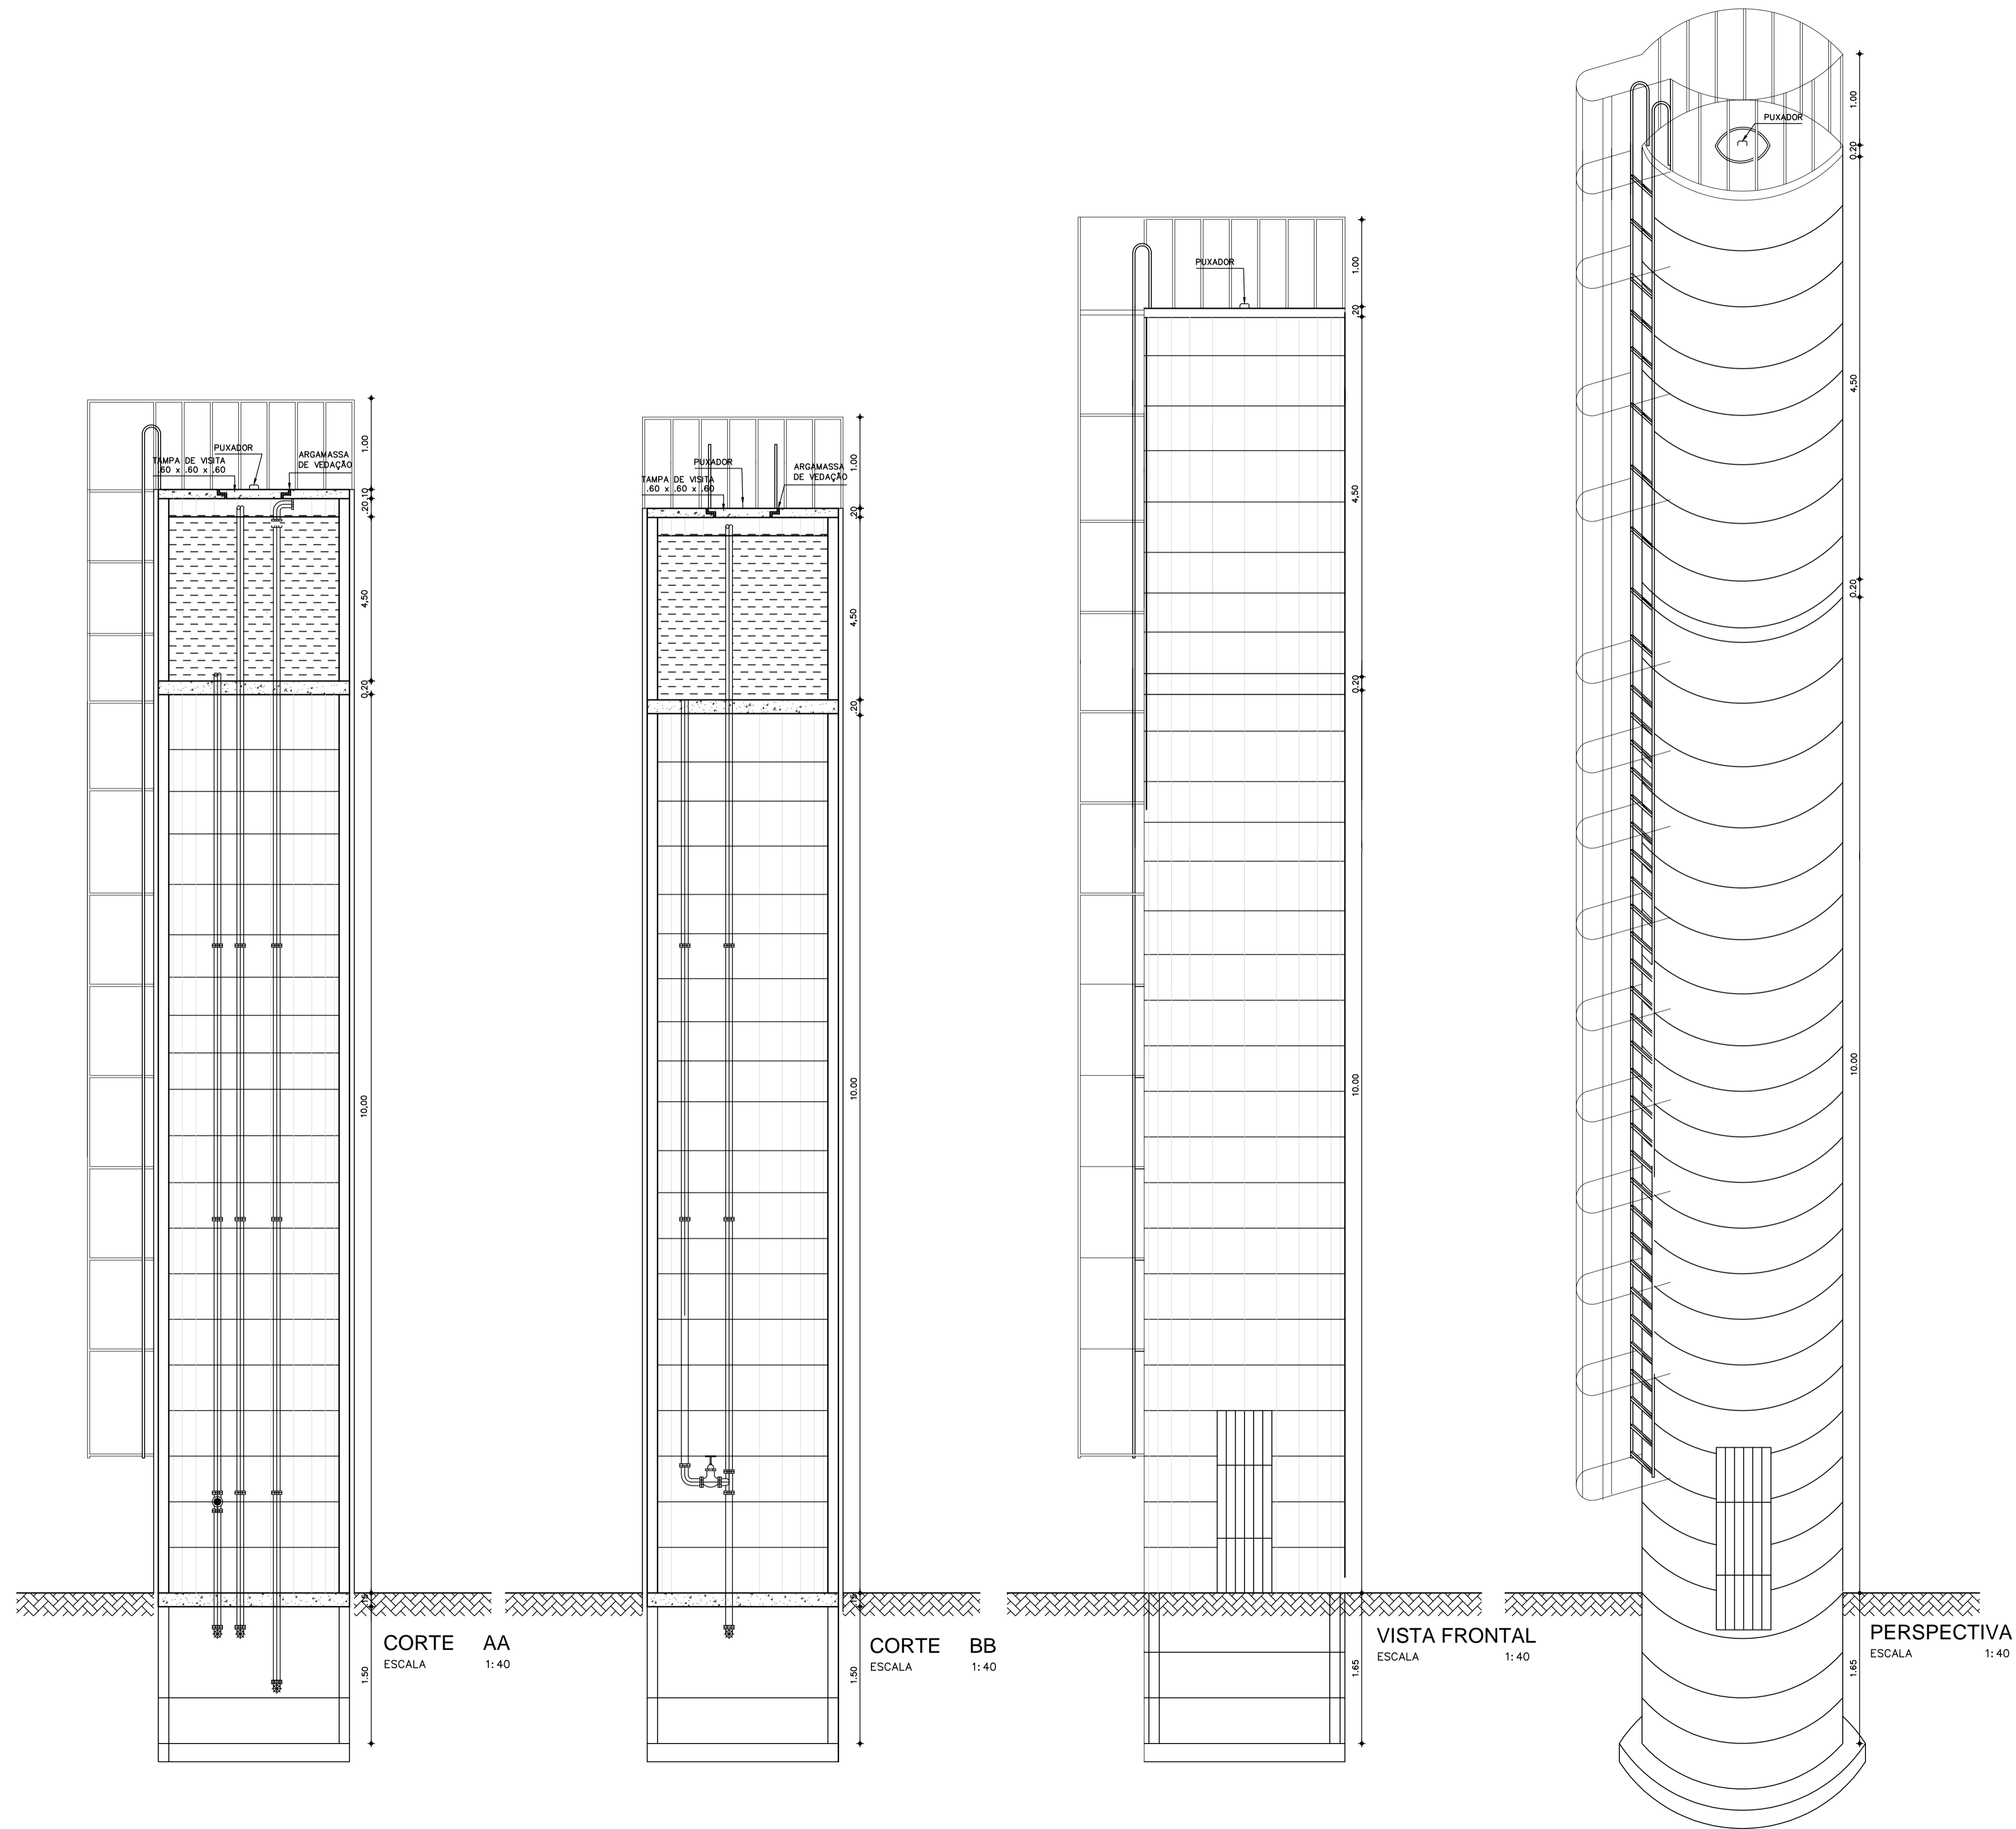 PUXADOR
TAMPA DE VISITA
.60 x .60 x .60
ARGAMASSA
DE VEDAÇÃO
1.00
.10
.20
4,50
0,20
10,00
.15
1.50
CORTE AA
ESCALA 1:40
PUXADOR
TAMPA DE VISITA
.60 x .60 x .60
ARGAMASSA
DE VEDAÇÃO
1.00
.20
4,50
.20
10.00
.15
1.50
CORTE BB
ESCALA 1:40
PUXADOR
1.00
.20
4,50
0.20
10.00
1.65
VISTA FRONTAL
ESCALA 1:40
PUXADOR
1.00
0.20
4,50
0.20
10.00
1.65
PERSPECTIVA
ESCALA 1:40